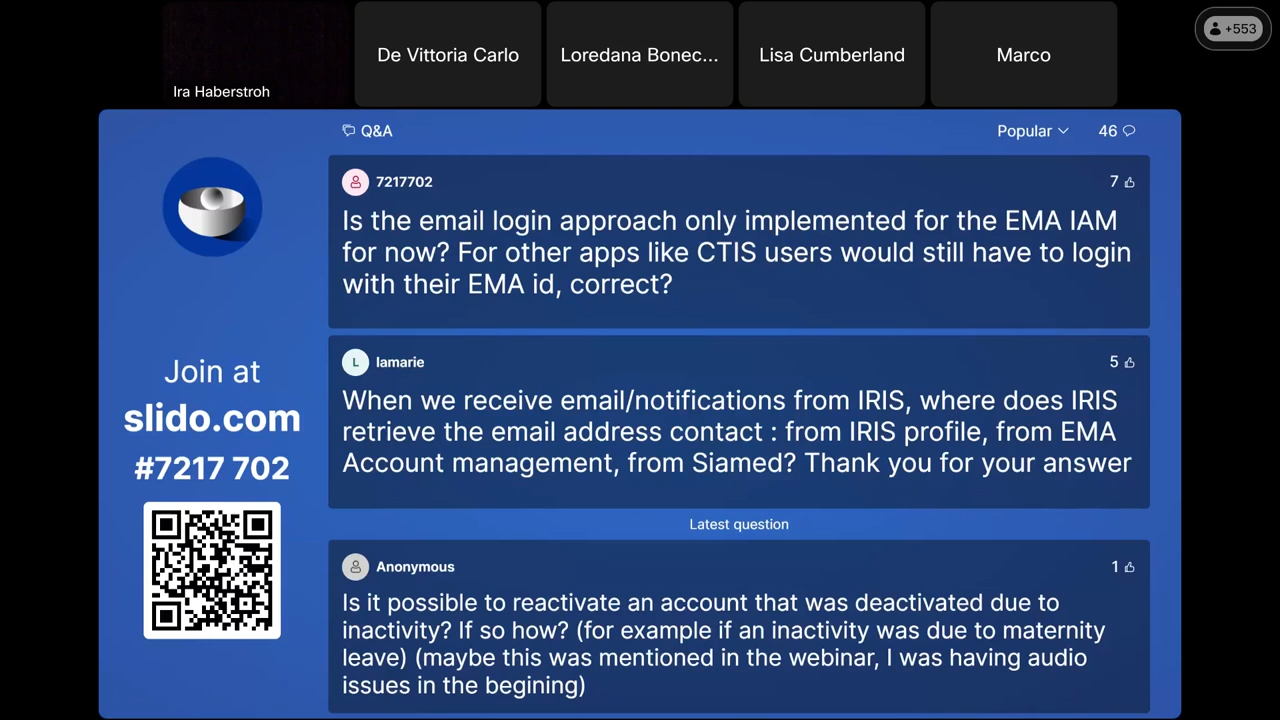 De Vittoria Carlo
Loredana Bonec...
Lisa Cumberland
Marco
+553
Ira Haberstroh
Q&A
Popular
46
7217702
7
Is the email login approach only implemented for the EMA IAM
for now? For other apps like CTIS users would still have to login
with their EMA id, correct?
L
lamarie
5
When we receive email/notifications from IRIS, where does IRIS
retrieve the email address contact : from IRIS profile, from EMA
Account management, from Siamed? Thank you for your answer
Join at
slido.com
#7217 702
Latest question
Anonymous
1
Is it possible to reactivate an account that was deactivated due to
inactivity? If so how? (for example if an inactivity was due to maternity
leave) (maybe this was mentioned in the webinar, I was having audio
issues in the begining)